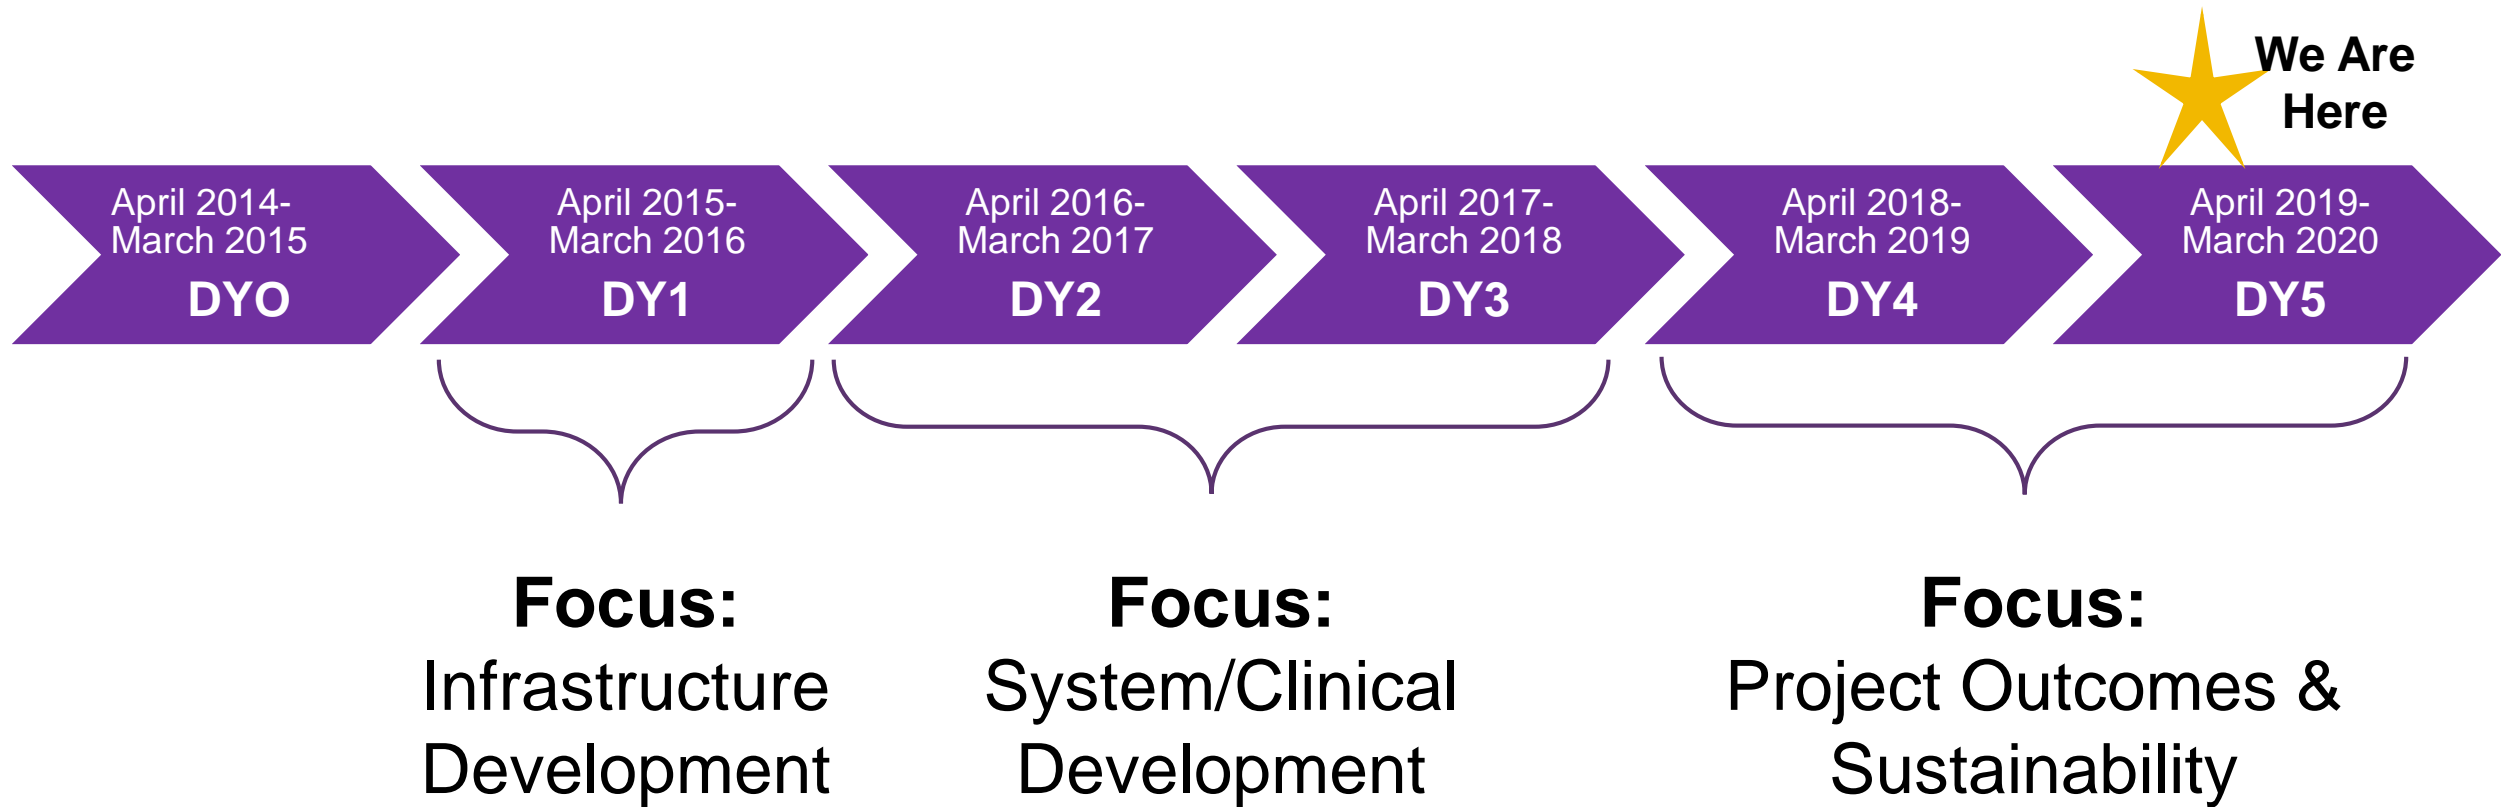 We Are
Here
April 2014-
March 2015
DYO
April 2015-
March 2016
DY1
April 2016-
March 2017
DY2
April 2017-
March 2018
DY3
April 2018-
March 2019
DY4
April 2019-
March 2020
DY5
Focus:
Infrastructure
Development
Focus:
System/Clinical
Development
Focus:
Project Outcomes &
Sustainability